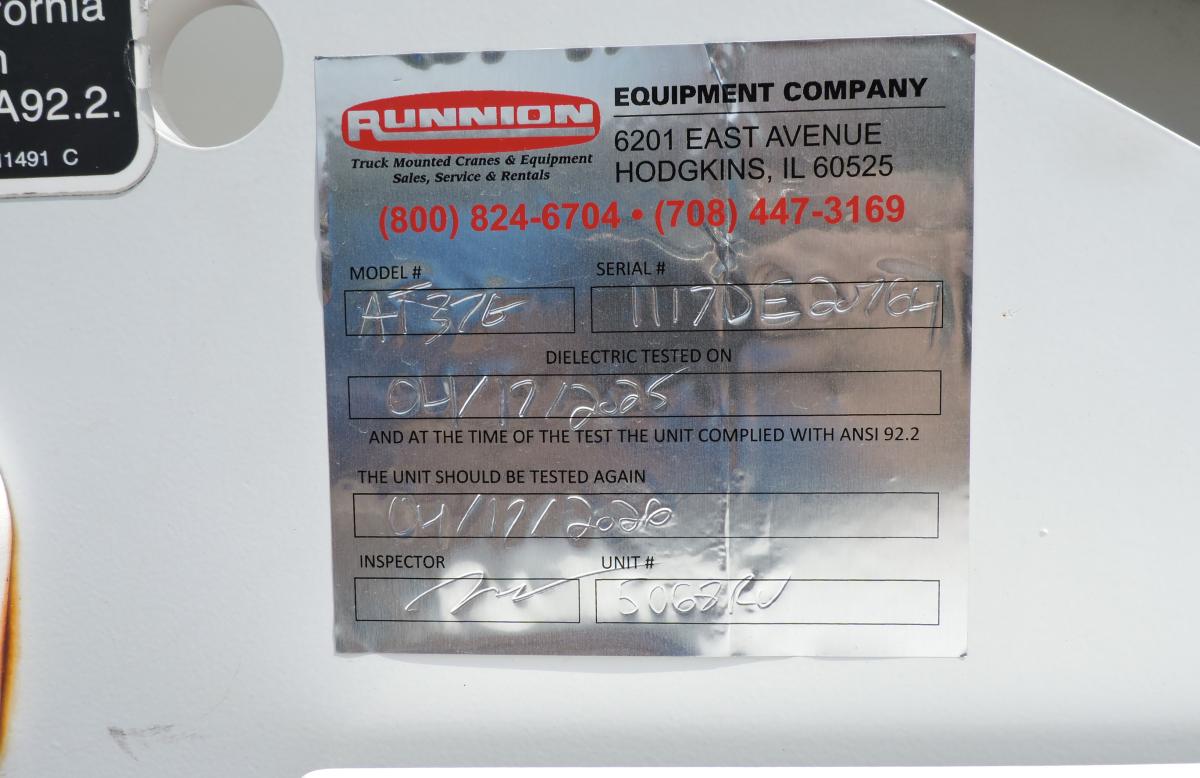 ornia
A92.2.
11491 C
RUNNION
EQUIPMENT COMPANY
6201 EAST AVENUE
HODGKINS, IL 60525
Truck Mounted Cranes & Equipment
Sales, Service & Rentals
(800) 824-6704 • (708) 447-3169
MODEL #
SERIAL #
AT37E
1117DE20764
DIELECTRIC TESTED ON
04/17/2025
AND AT THE TIME OF THE TEST THE UNIT COMPLIED WITH ANSI 92.2
THE UNIT SHOULD BE TESTED AGAIN
04/17/2026
INSPECTOR
UNIT #
5068RU